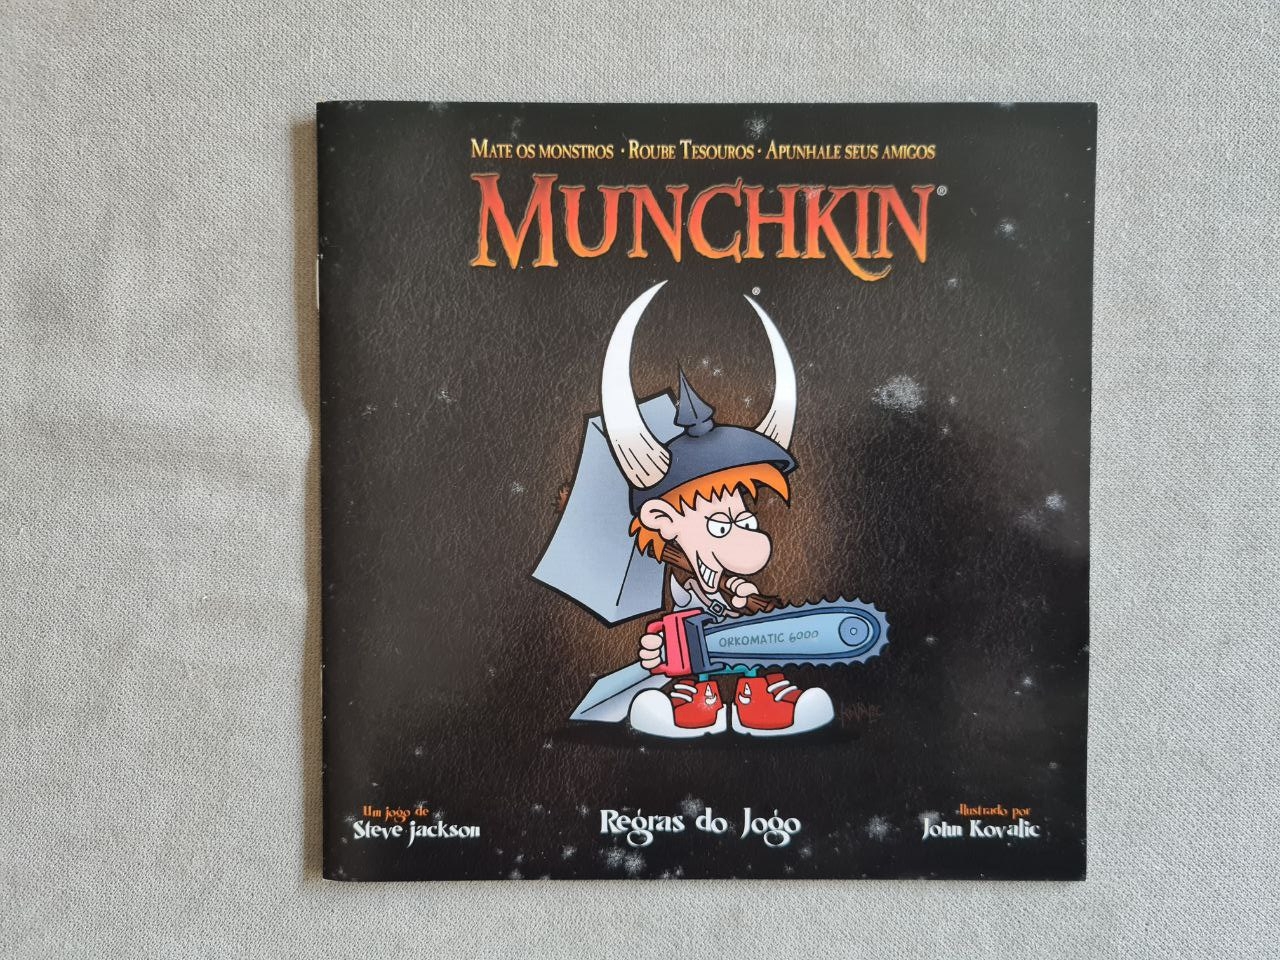 MATE OS MONSTROS · ROUBE TESOUROS · APUNHALE SEUS AMIGOS
MUNCHKIN®
®
ORKOMATIC 6000
KOVALIC
Um jogo de
Steve Jackson
Regras do Jogo
Ilustrado por
John Kovalic